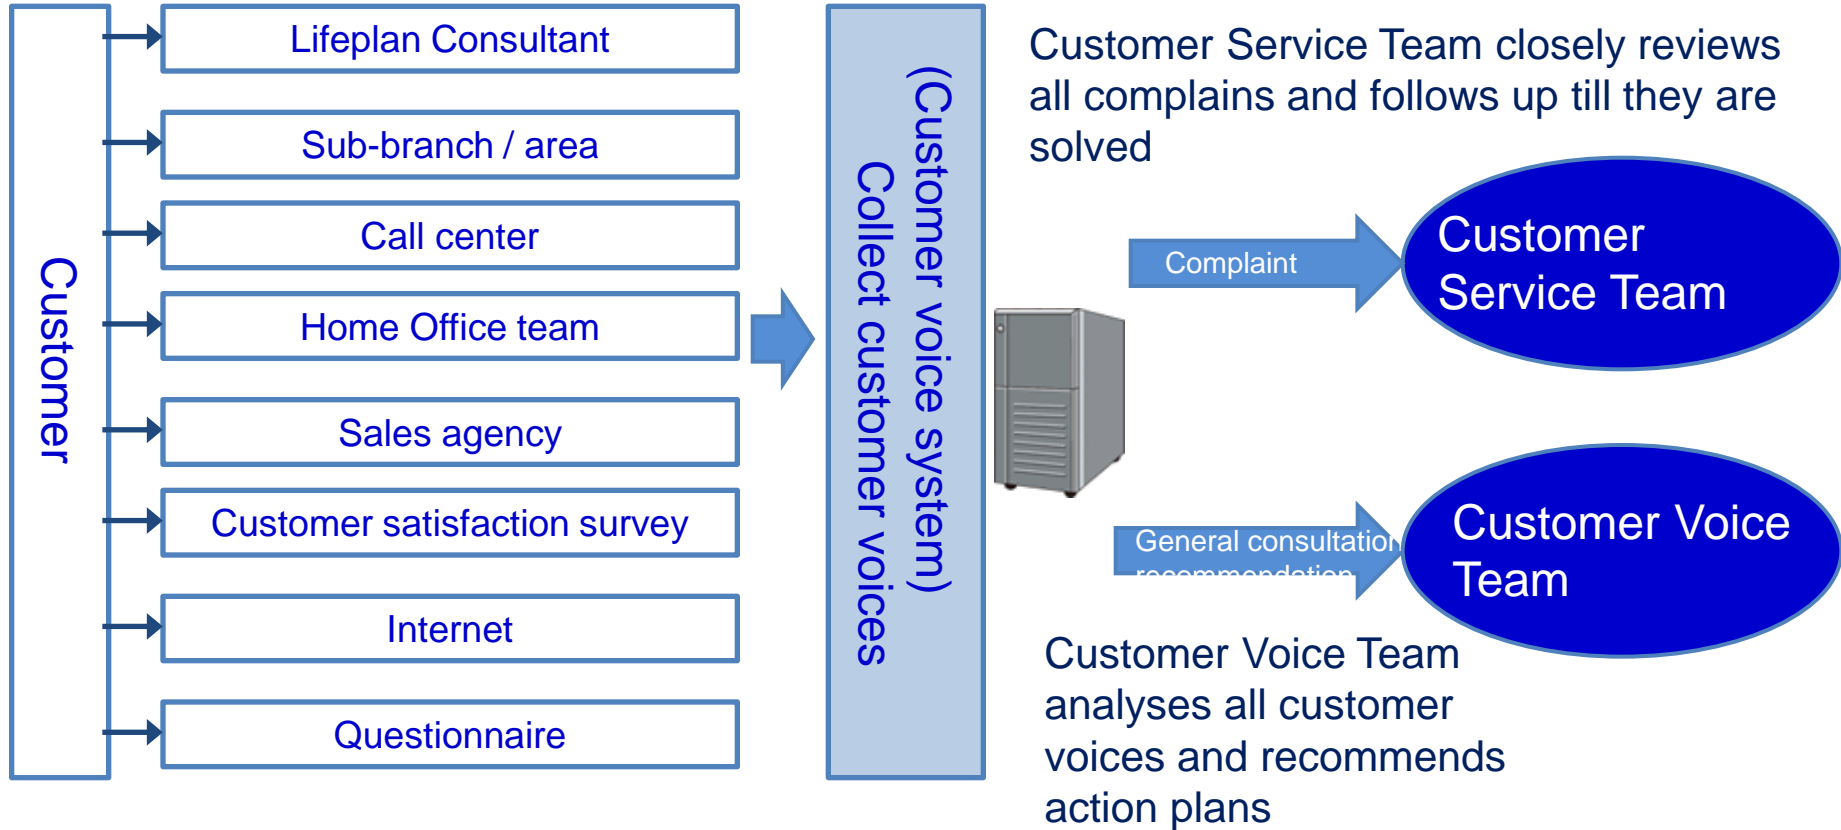 Customer
Lifeplan Consultant
Sub-branch / area
Call center
Home Office team
Sales agency
Customer satisfaction survey
Internet
Questionnaire
(Customer voice system)
Collect customer voices
Customer Service Team closely reviews
all complains and follows up till they are
solved
Complaint
Customer
Service Team
General consultation
recommendation
Customer Voice
Team
Customer Voice Team
analyses all customer
voices and recommends
action plans